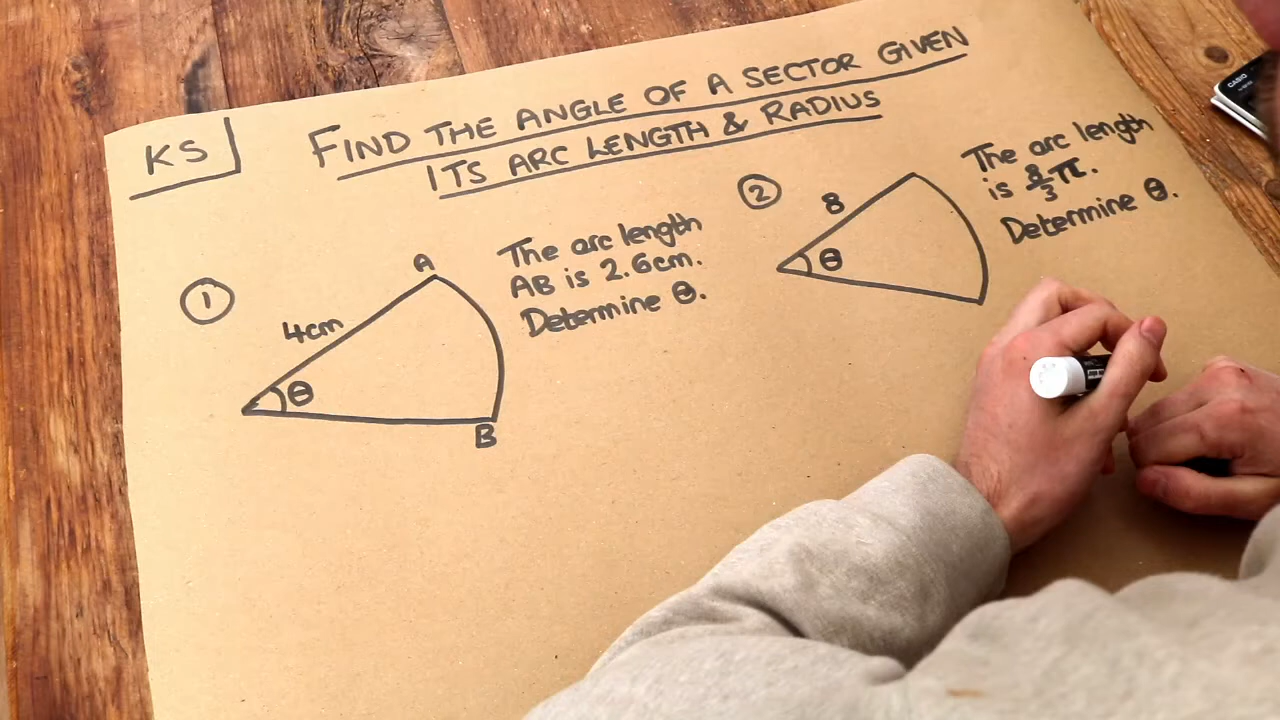 KS
FIND THE ANGLE OF A SECTOR GIVEN
ITS ARC LENGTH & RADIUS
①
4cm
θ
A
B
The arc length
AB is 2.6cm.
Determine θ.
②
8
θ
The arc length
is 8/3 π.
Determine θ.
CASIO